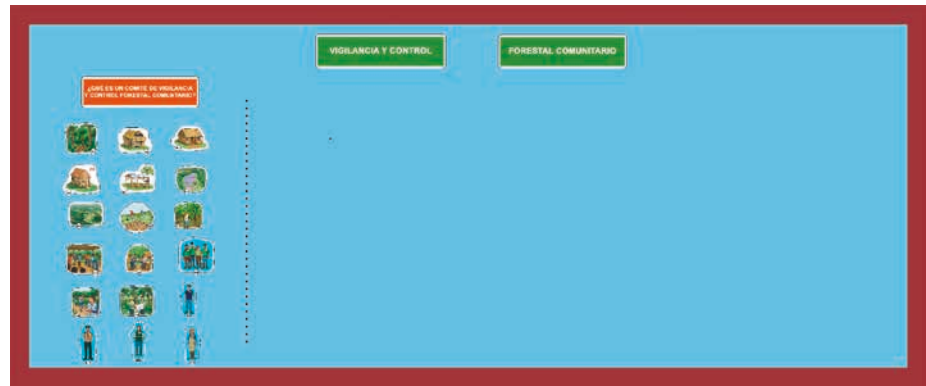 VIGILANCIA Y CONTROL
FORESTAL COMUNITARIO
¿QUÉ ES UN COMITÉ DE VIGILANCIA
Y CONTROL FORESTAL COMUNITARIO?